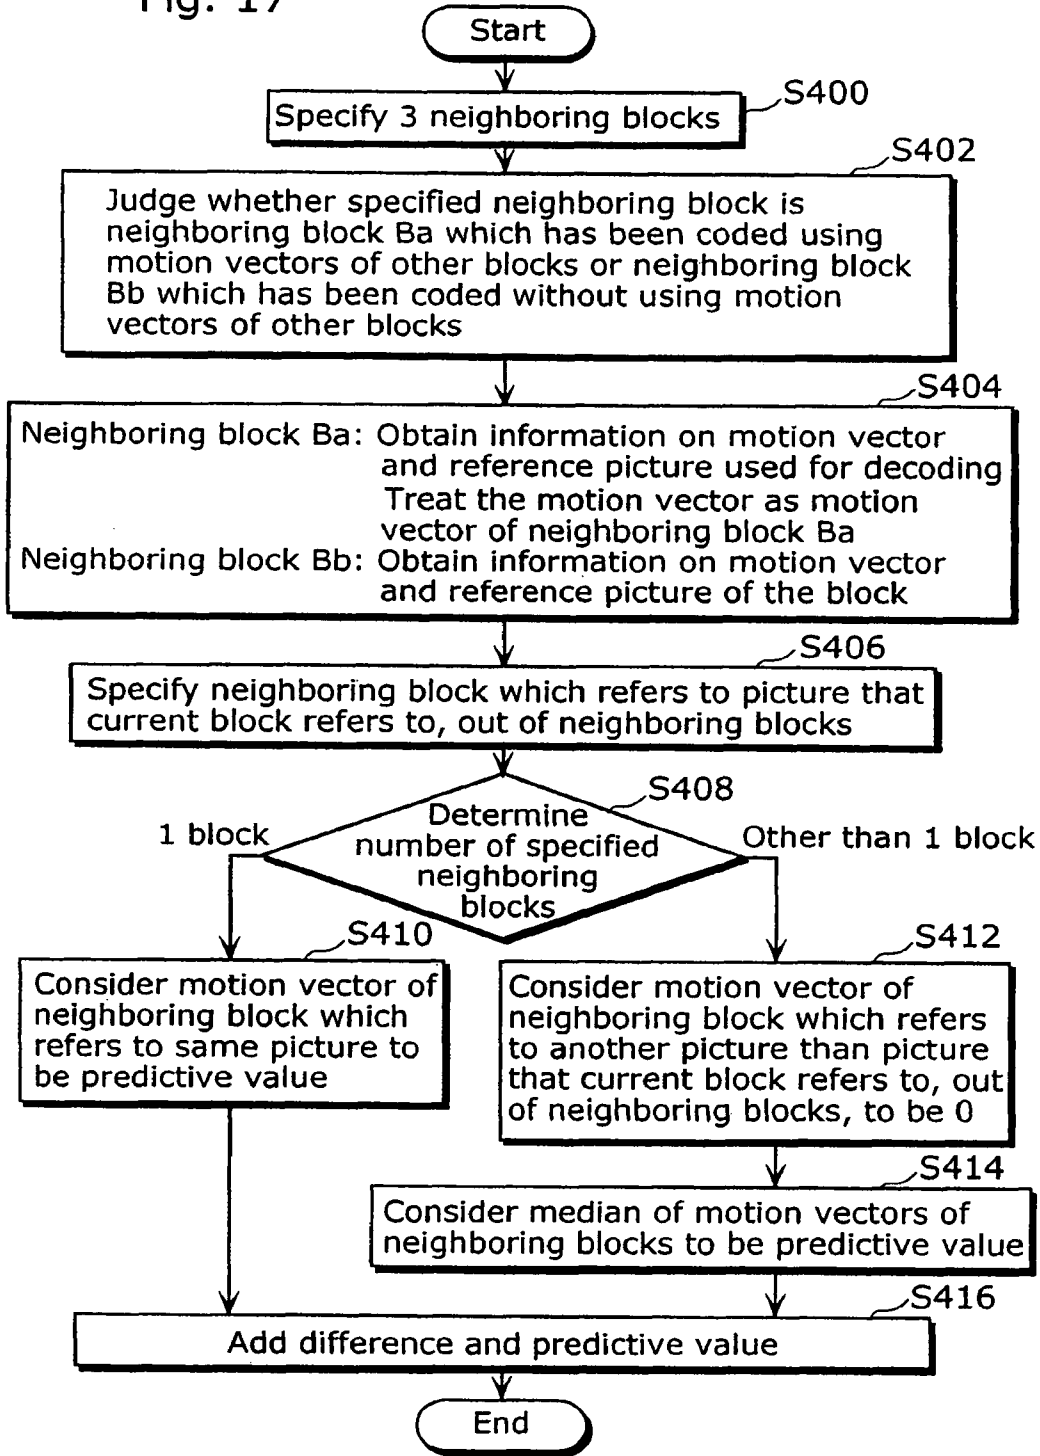 Fig. 17
Start
S400
Specify 3 neighboring blocks
S402
Judge whether specified neighboring block is
neighboring block Ba which has been coded using
motion vectors of other blocks or neighboring block
Bb which has been coded without using motion
vectors of other blocks
S404
Neighboring block Ba: Obtain information on motion vector
and reference picture used for decoding
Treat the motion vector as motion
vector of neighboring block Ba
Neighboring block Bb: Obtain information on motion vector
and reference picture of the block
S406
Specify neighboring block which refers to picture that
current block refers to, out of neighboring blocks
S408
Determine
number of specified
neighboring
blocks
1 block
Other than 1 block
S410
Consider motion vector of
neighboring block which
refers to same picture to
be predictive value
S412
Consider motion vector of
neighboring block which refers
to another picture than picture
that current block refers to, out
of neighboring blocks, to be 0
S414
Consider median of motion vectors of
neighboring blocks to be predictive value
S416
Add difference and predictive value
End